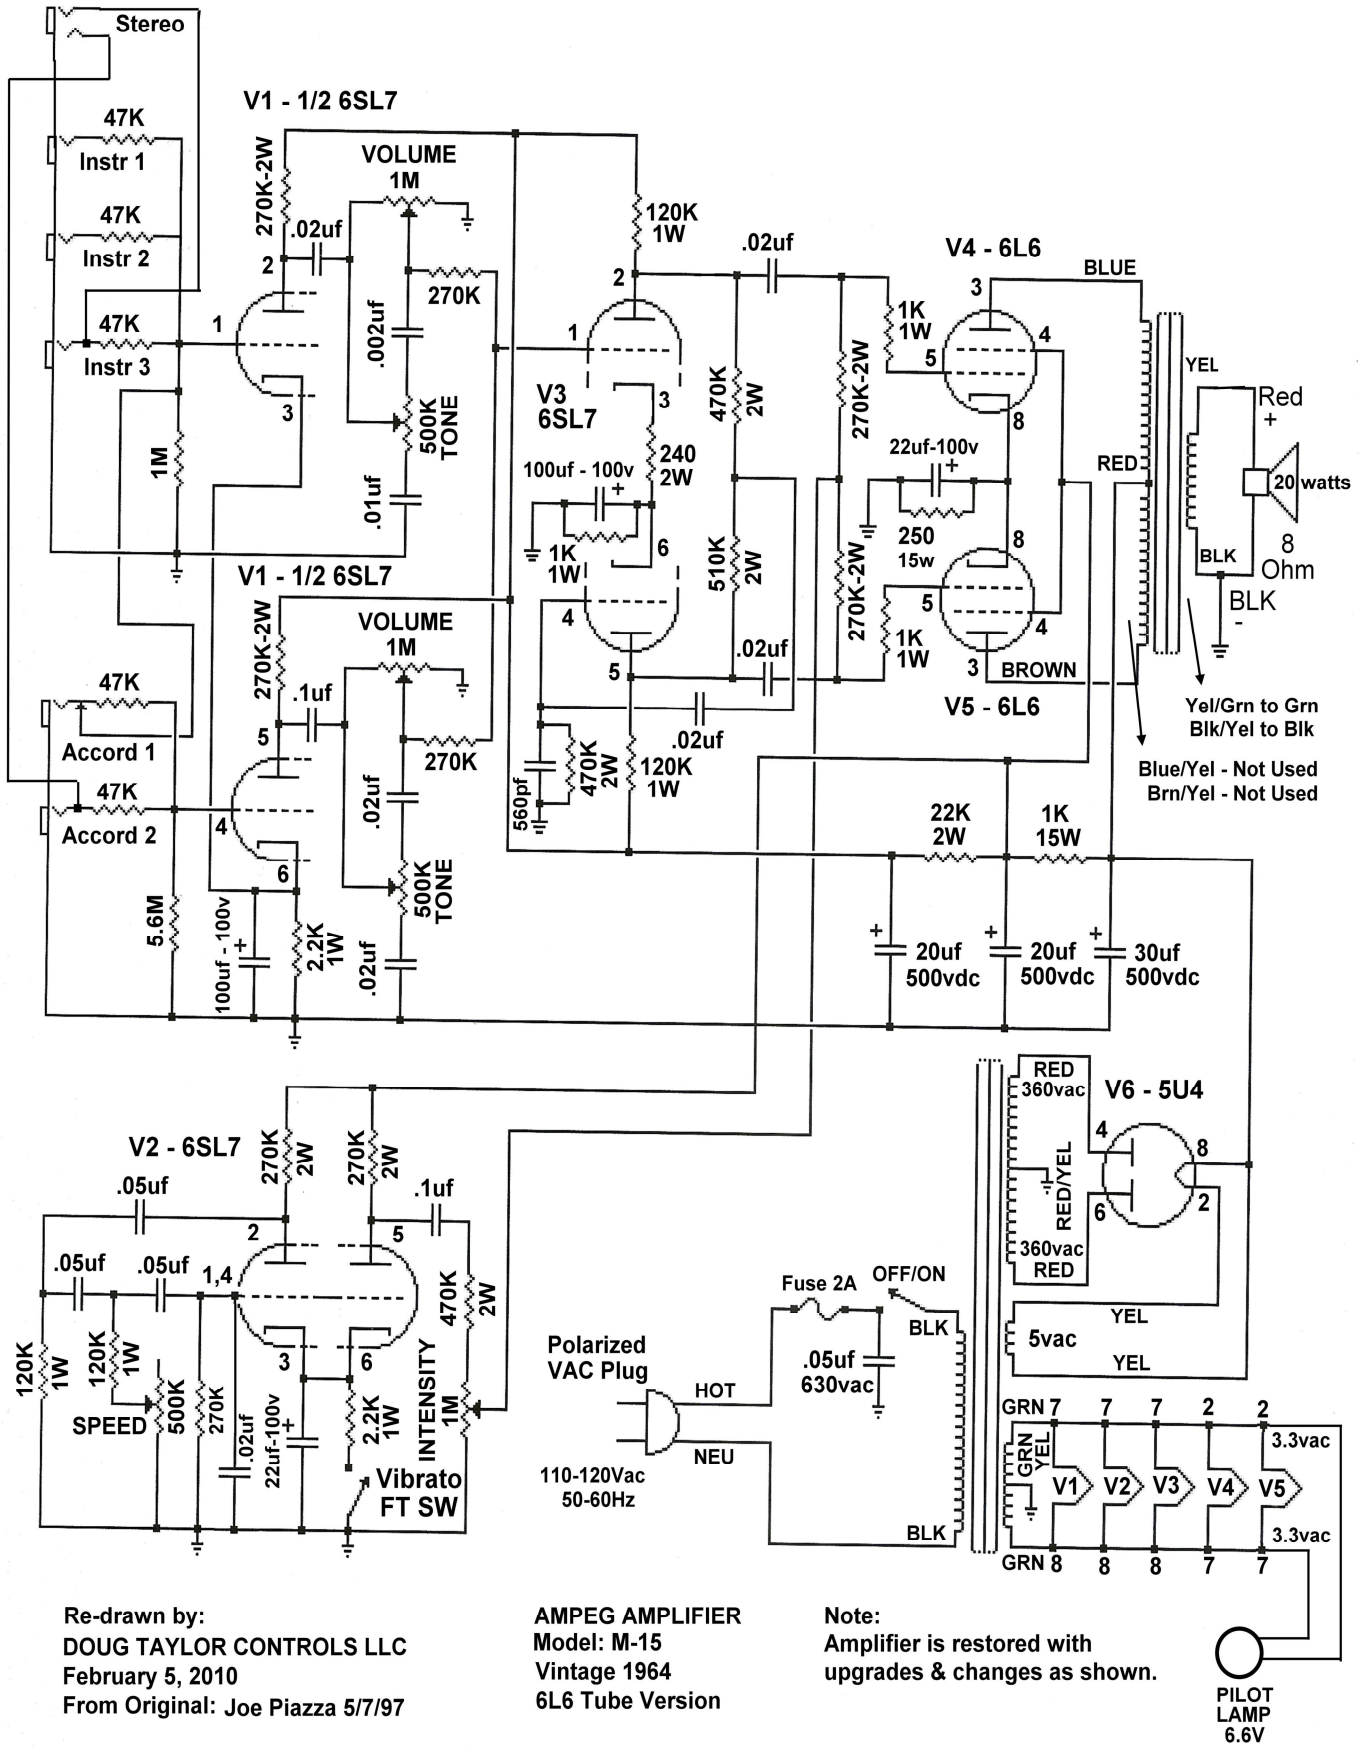 Stereo
V1 - 1/2 6SL7
47K
Instr 1
47K
Instr 2
47K
Instr 3
1M
1
2
3
270K-2W
.02uf
VOLUME
1M
270K
.002uf
500K
TONE
.01uf
120K
1W
2
1
V3
6SL7
3
240
2W
100uf - 100v
+
1K
1W
6
4
5
.02uf
470K
2W
510K
2W
.02uf
.02uf
270K-2W
270K-2W
470K
2W
560pf
120K
1W
V4 - 6L6
3
BLUE
1K
1W
4
5
8
22uf-100v
+
250
15w
8
5
4
1K
1W
3
BROWN
V5 - 6L6
RED
YEL
Red
+
20 watts
8
Ohm
BLK
BLK
-
Yel/Grn to Grn
Blk/Yel to Blk
Blue/Yel - Not Used
Brn/Yel - Not Used
V1 - 1/2 6SL7
270K-2W
.1uf
VOLUME
1M
270K
5
4
6
.02uf
500K
TONE
.02uf
47K
Accord 1
47K
Accord 2
5.6M
100uf - 100v
+
2.2K
1W
22K
2W
1K
15W
+
20uf
500vdc
+
20uf
500vdc
+
30uf
500vdc
V2 - 6SL7
270K
2W
270K
2W
.05uf
.05uf
.05uf
2
1,4
5
3
6
.1uf
470K
2W
INTENSITY
1M
120K
1W
120K
1W
SPEED
500K
270K
.02uf
22uf-100v
+
2.2K
1W
Vibrato
FT SW
Polarized
VAC Plug
HOT
NEU
110-120Vac
50-60Hz
Fuse 2A
OFF/ON
BLK
.05uf
630vac
BLK
RED
360vac
RED/YEL
360vac
RED
V6 - 5U4
4
8
6
2
YEL
5vac
YEL
GRN 7 7 7 2 2
3.3vac
GRN
YEL
V1 V2 V3 V4 V5
3.3vac
GRN 8 8 8 7 7
PILOT
LAMP
6.6V
Re-drawn by:
DOUG TAYLOR CONTROLS LLC
February 5, 2010
From Original: Joe Piazza 5/7/97
AMPEG AMPLIFIER
Model: M-15
Vintage 1964
6L6 Tube Version
Note:
Amplifier is restored with
upgrades & changes as shown.